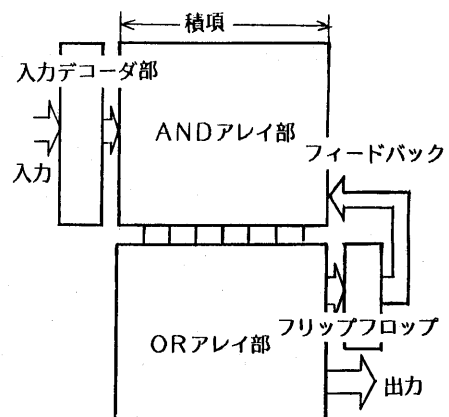 積項
入力デコーダ部
ANDアレイ部
フィードバック
入力
フリップフロップ
ORアレイ部
出力